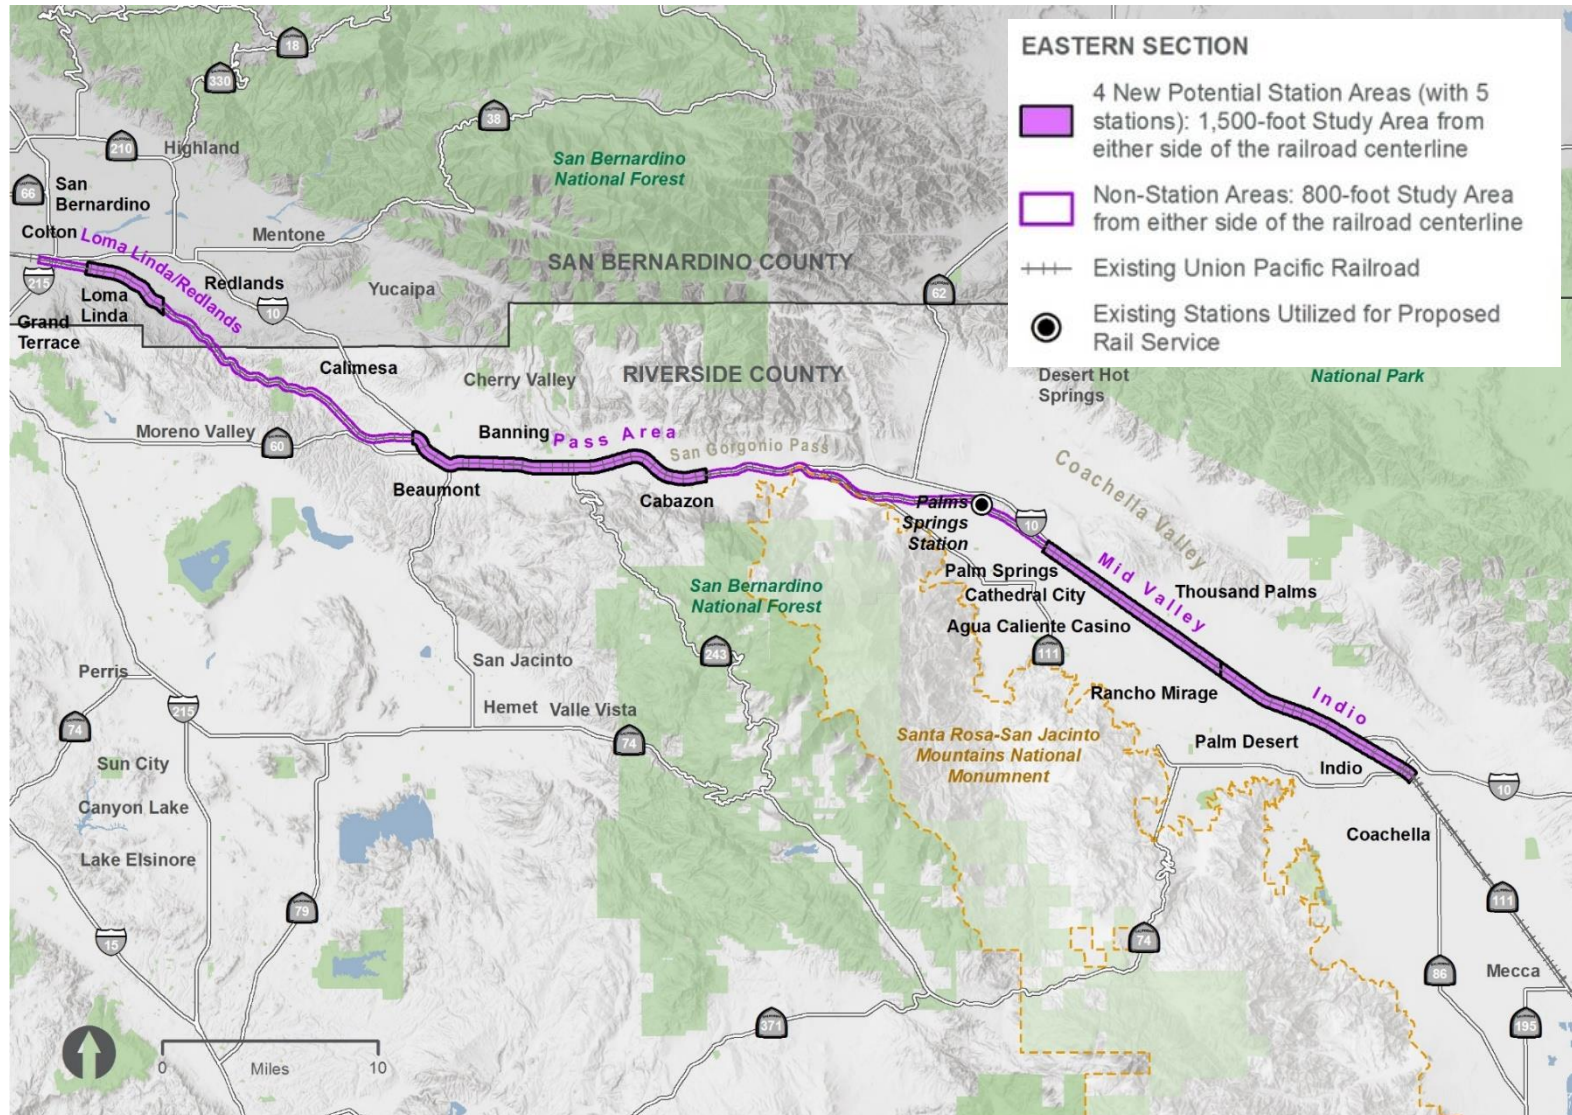 EASTERN SECTION
4 New Potential Station Areas (with 5
stations): 1,500-foot Study Area from
either side of the railroad centerline
Non-Station Areas: 800-foot Study Area
from either side of the railroad centerline
Existing Union Pacific Railroad
Existing Stations Utilized for Proposed
Rail Service
18
330
38
210
Highland
San Bernardino
National Forest
66
San
Bernardino
Colton
Loma Linda/Redlands
Mentone
SAN BERNARDINO COUNTY
215
Loma
Linda
Redlands
10
Yucaipa
62
Grand
Terrace
Calimesa
Cherry Valley
RIVERSIDE COUNTY
Desert Hot
Springs
National Park
Moreno Valley
60
Banning
Pass Area
San Gorgonio Pass
Coachella Valley
Beaumont
Cabazon
Palms
Springs
Station
10
Mid Valley
Palm Springs
Cathedral City
Thousand Palms
San Bernardino
National Forest
Agua Caliente Casino
243
111
San Jacinto
Perris
Rancho Mirage
Indio
215
74
Hemet
Valle Vista
74
Santa Rosa-San Jacinto
Mountains National
Monumnent
Palm Desert
Sun City
Indio
10
Canyon Lake
Coachella
Lake Elsinore
79
111
15
74
86
Mecca
371
195
0
Miles
10
CALIFORNIA